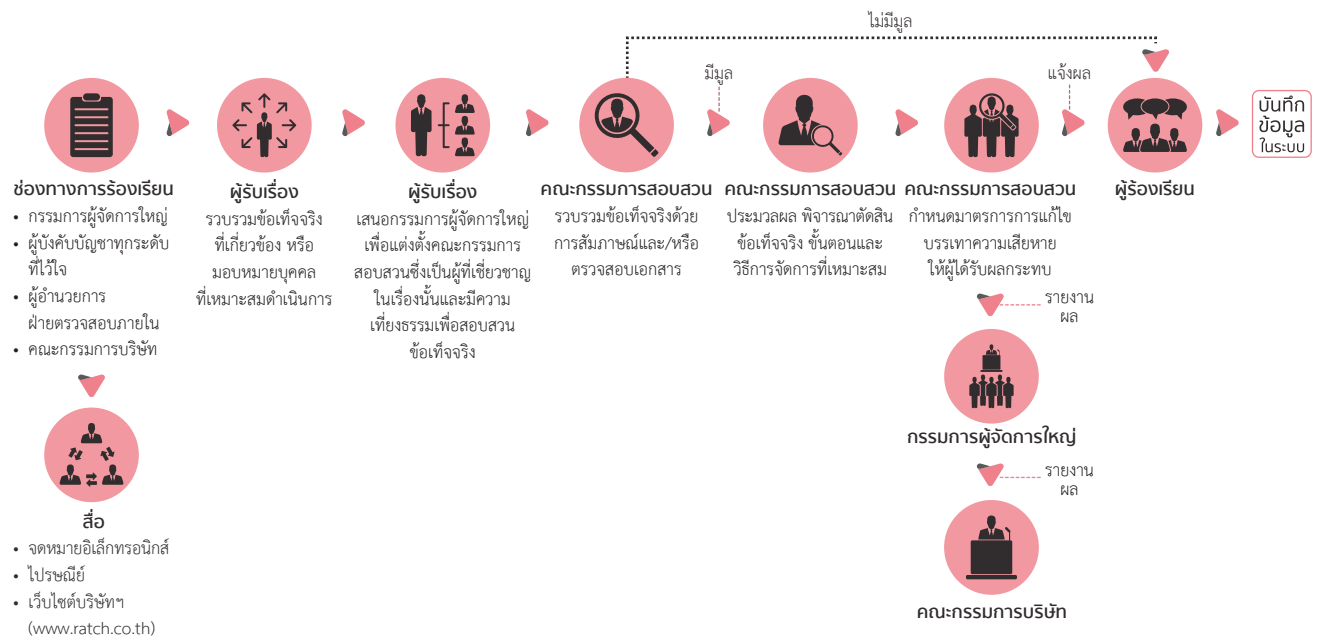 ไม่มีมูล
มีมูล
แจ้งผล
ช่องทางการร้องเรียน
• กรรมการผู้จัดการใหญ่
• ผู้บังคับบัญชาทุกระดับ
ที่ไว้ใจ
• ผู้อำนวยการ
ฝ่ายตรวจสอบภายใน
• คณะกรรมการบริษัท
สื่อ
• จดหมายอิเล็กทรอนิกส์
• ไปรษณีย์
• เว็บไซต์บริษัทฯ
(www.ratch.co.th)
ผู้รับเรื่อง
รวบรวมข้อเท็จจริง
ที่เกี่ยวข้อง หรือ
มอบหมายบุคคล
ที่เหมาะสมดำเนินการ
ผู้รับเรื่อง
เสนอกรรมการผู้จัดการใหญ่
เพื่อแต่งตั้งคณะกรรมการ
สอบสวนซึ่งเป็นผู้ที่เชี่ยวชาญ
ในเรื่องนั้นและมีความ
เที่ยงธรรมเพื่อสอบสวน
ข้อเท็จจริง
คณะกรรมการสอบสวน
รวบรวมข้อเท็จจริงด้วย
การสัมภาษณ์และ/หรือ
ตรวจสอบเอกสาร
คณะกรรมการสอบสวน
ประมวลผล พิจารณาตัดสิน
ข้อเท็จจริง ขั้นตอนและ
วิธีการจัดการที่เหมาะสม
คณะกรรมการสอบสวน
กำหนดมาตรการการแก้ไข
บรรเทาความเสียหาย
ให้ผู้ได้รับผลกระทบ
รายงาน
ผล
กรรมการผู้จัดการใหญ่
รายงาน
ผล
คณะกรรมการบริษัท
ผู้ร้องเรียน
บันทึก
ข้อมูล
ในระบบ